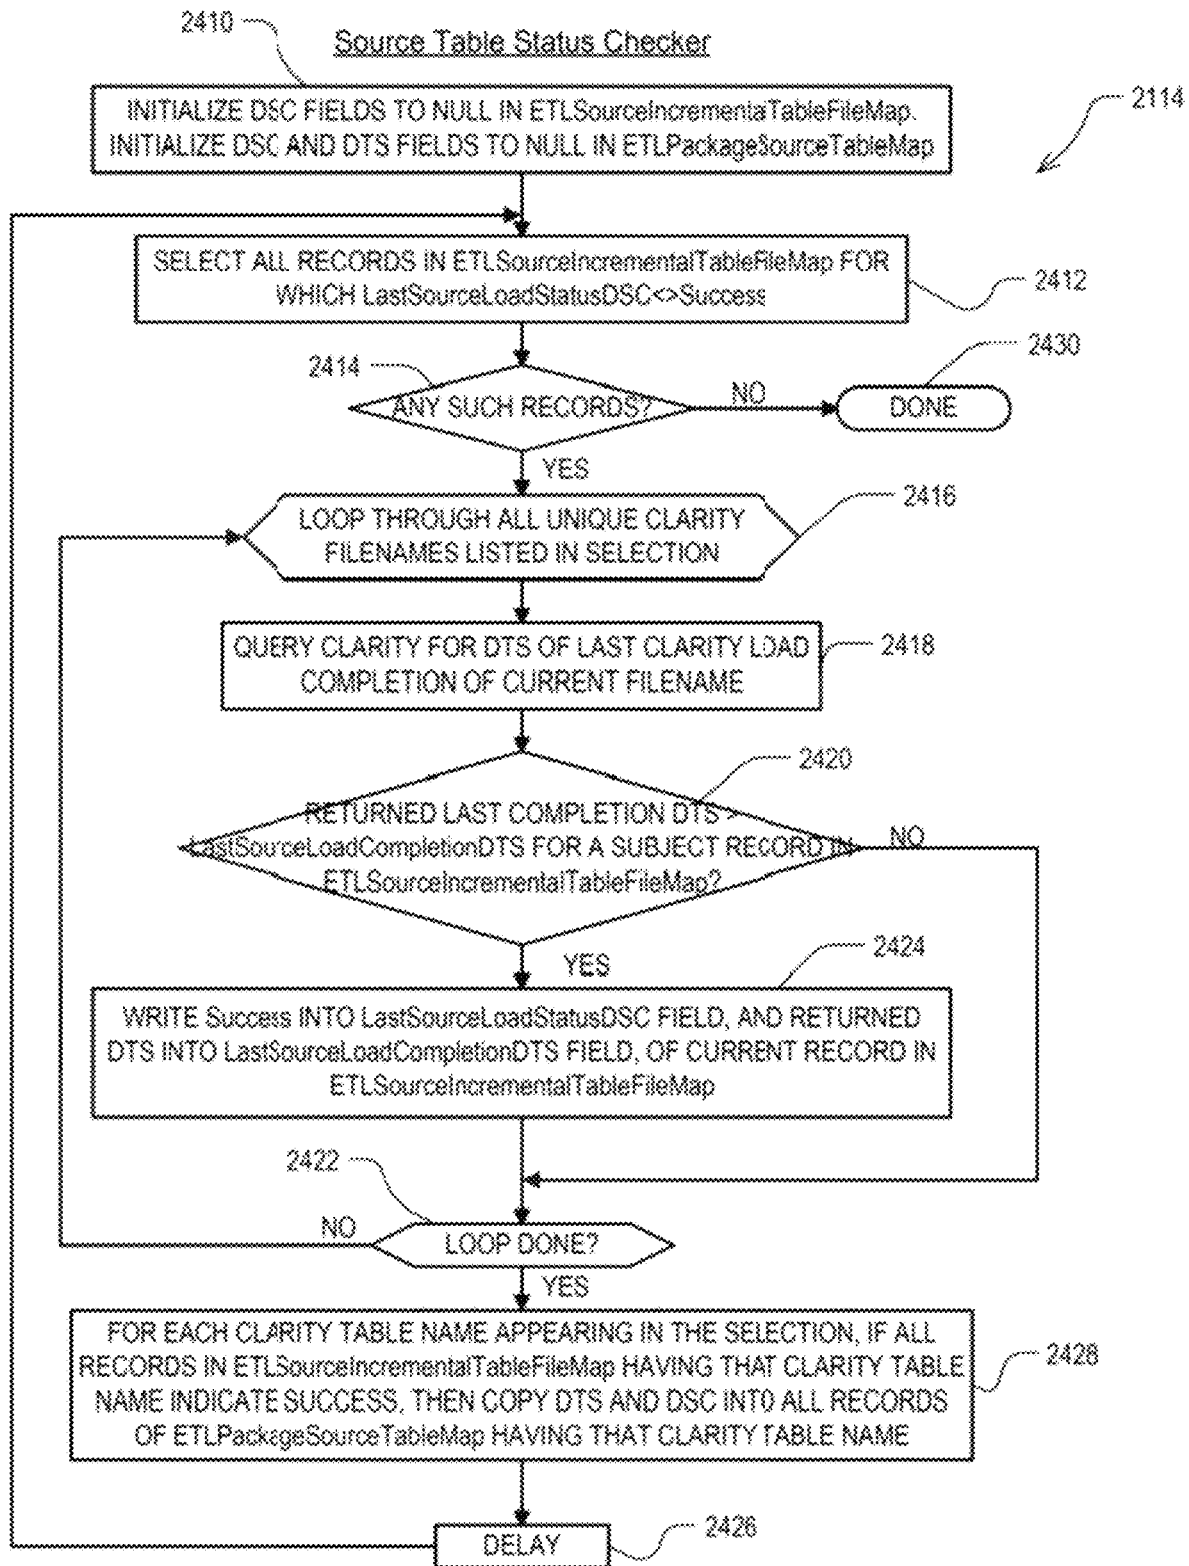 2410
Source Table Status Checker
2114
INITIALIZE DSC FIELDS TO NULL IN ETLSourceIncrementaTableFileMap.
INITIALIZE DSC AND DTS FIELDS TO NULL IN ETLPackageSourceTableMap
SELECT ALL RECORDS IN ETLSourceIncrementalTableFileMap FOR
WHICH LastSourceLoadStatusDSC<>Success
2412
2414
2430
ANY SUCH RECORDS?
NO
DONE
YES
2416
LOOP THROUGH ALL UNIQUE CLARITY
FILENAMES LISTED IN SELECTION
QUERY CLARITY FOR DTS OF LAST CLARITY LOAD
COMPLETION OF CURRENT FILENAME
2418
2420
RETURNED LAST COMPLETION DTS >
LastSourceLoadCompletionDTS FOR A SUBJECT RECORD IN
ETLSourceIncrementalTableFileMap?
NO
YES
2424
WRITE Success INTO LastSourceLoadStatusDSC FIELD, AND RETURNED
DTS INTO LastSourceLoadCompletionDTS FIELD, OF CURRENT RECORD IN
ETLSourceIncrementalTableFileMap
2422
NO
LOOP DONE?
YES
FOR EACH CLARITY TABLE NAME APPEARING IN THE SELECTION, IF ALL
RECORDS IN ETLSourceIncrementalTableFileMap HAVING THAT CLARITY TABLE
NAME INDICATE SUCCESS, THEN COPY DTS AND DSC INTO ALL RECORDS
OF ETLPackageSourceTableMap HAVING THAT CLARITY TABLE NAME
2428
DELAY
2426